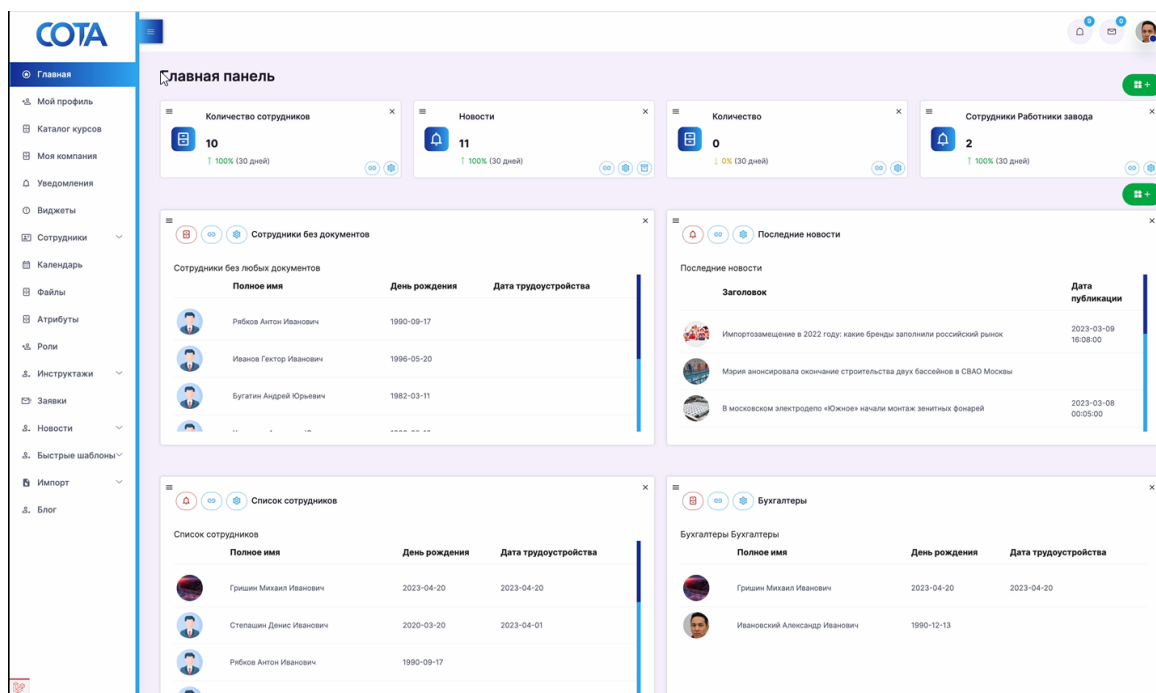 СОТА
Главная
Мой профиль
Каталог курсов
Моя компания
Уведомления
Виджеты
Сотрудники
Календарь
Файлы
Атрибуты
Роли
Инструктажи
Заявки
Новости
Быстрые шаблоны
Импорт
Блог
0
0
Главная панель
Количество сотрудников
10
↑ 100% (30 дней)
Новости
11
↑ 100% (30 дней)
Количество
0
↓ 0% (30 дней)
Сотрудники Работники завода
2
↑ 100% (30 дней)
Сотрудники без документов
Сотрудники без любых документов
Полное имя День рождения Дата трудоустройства
Рябков Антон Иванович 1990-09-17
Иванов Гектор Иванович 1996-05-20
Бугатин Андрей Юрьевич 1982-03-11
Последние новости
Последние новости
Заголовок Дата
публикации
Импортозамещение в 2022 году: какие бренды заполнили российский рынок 2023-03-09
16:08:00
Мэрия анонсировала окончание строительства двух бассейнов в СВАО Москвы
В московском электродепо «Южное» начали монтаж зенитных фонарей 2023-03-08
00:05:00
Список сотрудников
Список сотрудников
Полное имя День рождения Дата трудоустройства
Гришин Михаил Иванович 2023-04-20 2023-04-20
Степашин Денис Иванович 2020-03-20 2023-04-01
Рябков Антон Иванович 1990-09-17
Бухгалтеры
Бухгалтеры Бухгалтеры
Полное имя День рождения Дата трудоустройства
Гришин Михаил Иванович 2023-04-20 2023-04-20
Ивановский Александр Иванович 1990-12-13